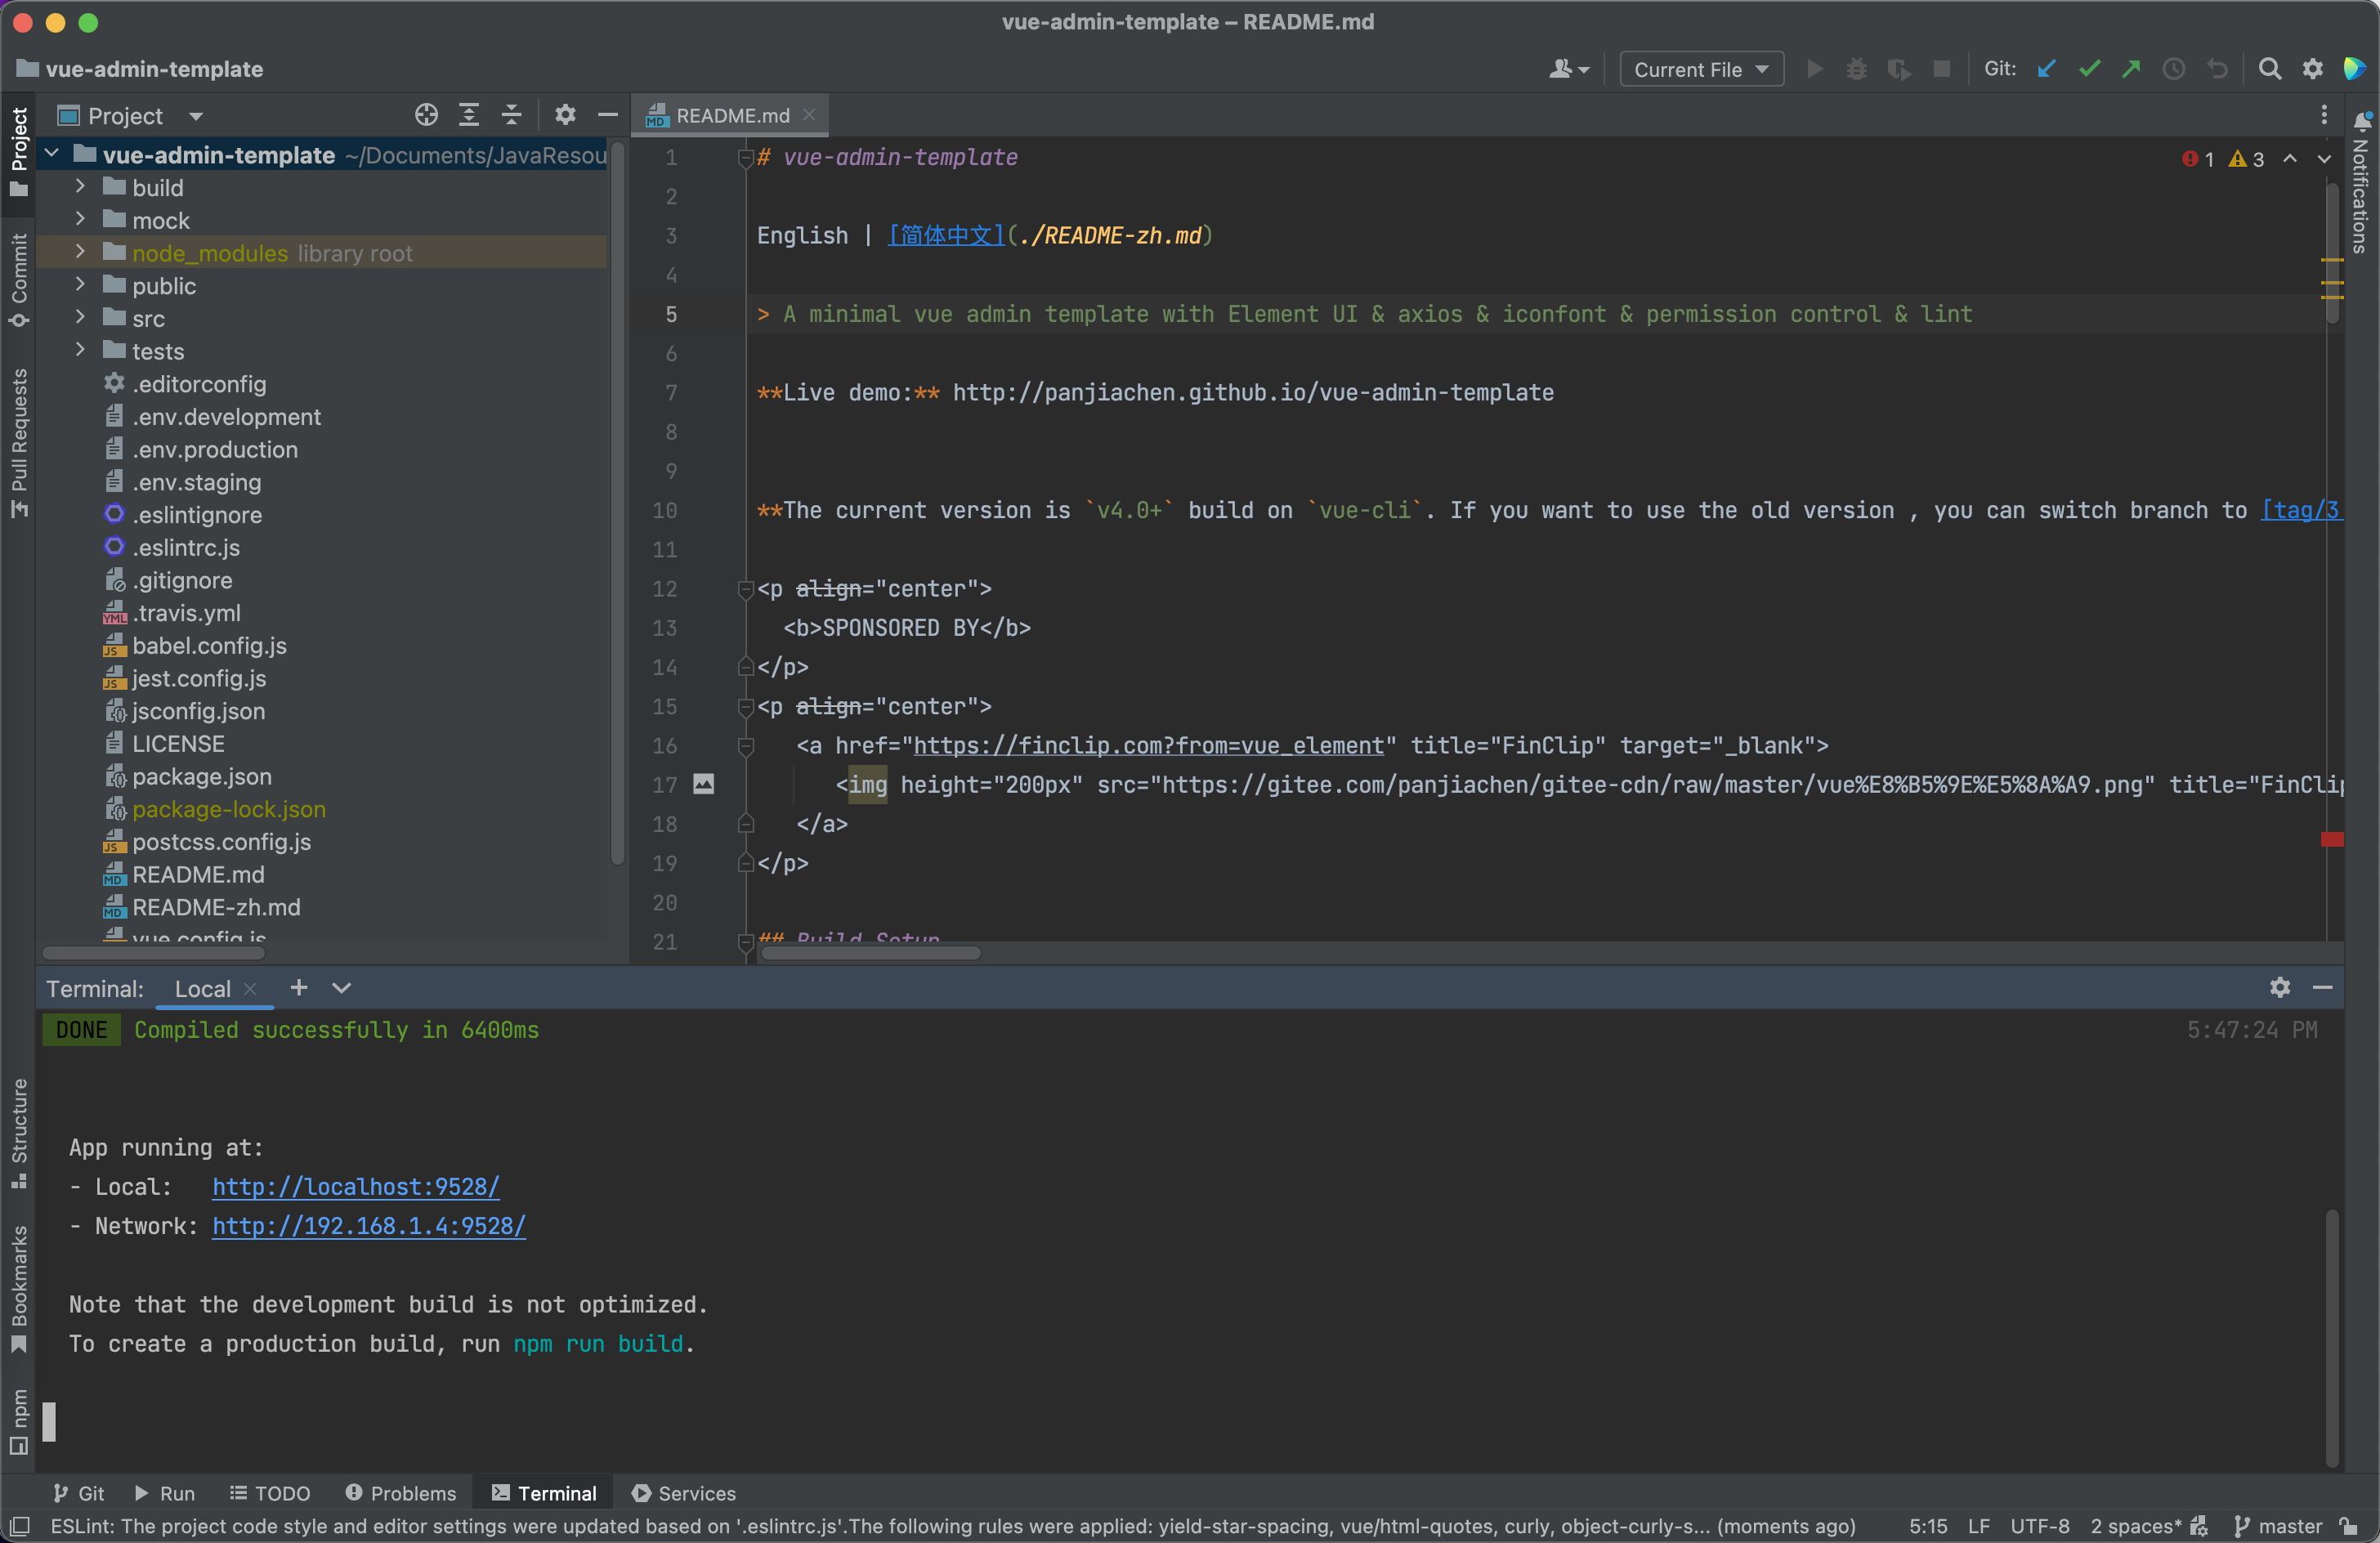 vue-admin-template – README.md
vue-admin-template
Current File
Git:
Project
README.md
vue-admin-template ~/Documents/JavaResou
build
mock
node_modules library root
public
src
tests
.editorconfig
.env.development
.env.production
.env.staging
.eslintignore
.eslintrc.js
.gitignore
.travis.yml
babel.config.js
jest.config.js
jsconfig.json
LICENSE
package.json
package-lock.json
postcss.config.js
README.md
README-zh.md
vue.config.js
Project
Commit
Pull Requests
Structure
Bookmarks
npm
Notifications
1 3
1 # vue-admin-template
2
3 English | [简体中文](./README-zh.md)
4
5 > A minimal vue admin template with Element UI & axios & iconfont & permission control & lint
6
7 **Live demo:** http://panjiachen.github.io/vue-admin-template
8
9
10 **The current version is `v4.0+` build on `vue-cli`. If you want to use the old version , you can switch branch to [tag/3
11
12 <p align="center">
13 <b>SPONSORED BY</b>
14 </p>
15 <p align="center">
16 <a href="https://finclip.com?from=vue_element" title="FinClip" target="_blank">
17 <img height="200px" src="https://gitee.com/panjiachen/gitee-cdn/raw/master/vue%E8%B5%9E%E5%8A%A9.png" title="FinClip
18 </a>
19 </p>
20
21 ## Build Setup
Terminal: Local
DONE Compiled successfully in 6400ms 5:47:24 PM
App running at:
- Local: http://localhost:9528/
- Network: http://192.168.1.4:9528/
Note that the development build is not optimized.
To create a production build, run npm run build.
Git Run TODO Problems Terminal Services
ESLint: The project code style and editor settings were updated based on '.eslintrc.js'.The following rules were applied: yield-star-spacing, vue/html-quotes, curly, object-curly-s... (moments ago) 5:15 LF UTF-8 2 spaces* master